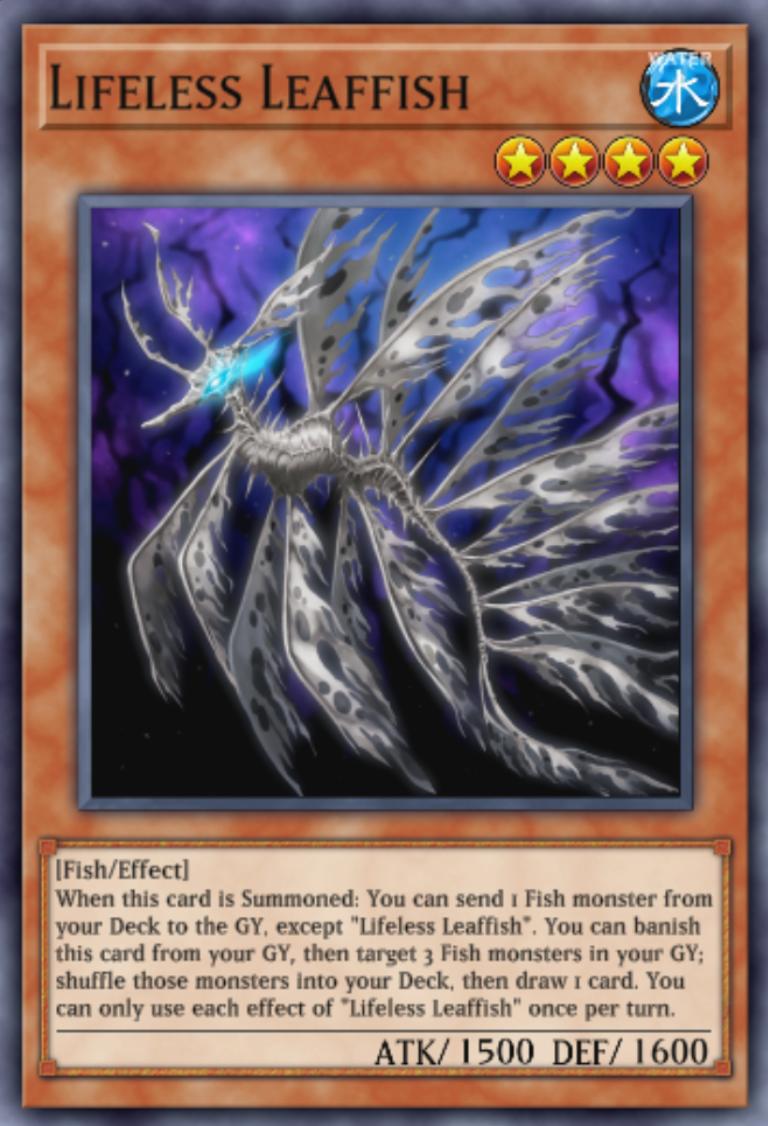 Lifeless Leaffish
WATER
水
[Fish/Effect]
When this card is Summoned: You can send 1 Fish monster from
your Deck to the GY, except "Lifeless Leaffish". You can banish
this card from your GY, then target 3 Fish monsters in your GY;
shuffle those monsters into your Deck, then draw 1 card. You
can only use each effect of "Lifeless Leaffish" once per turn.
ATK/ 1500 DEF/ 1600